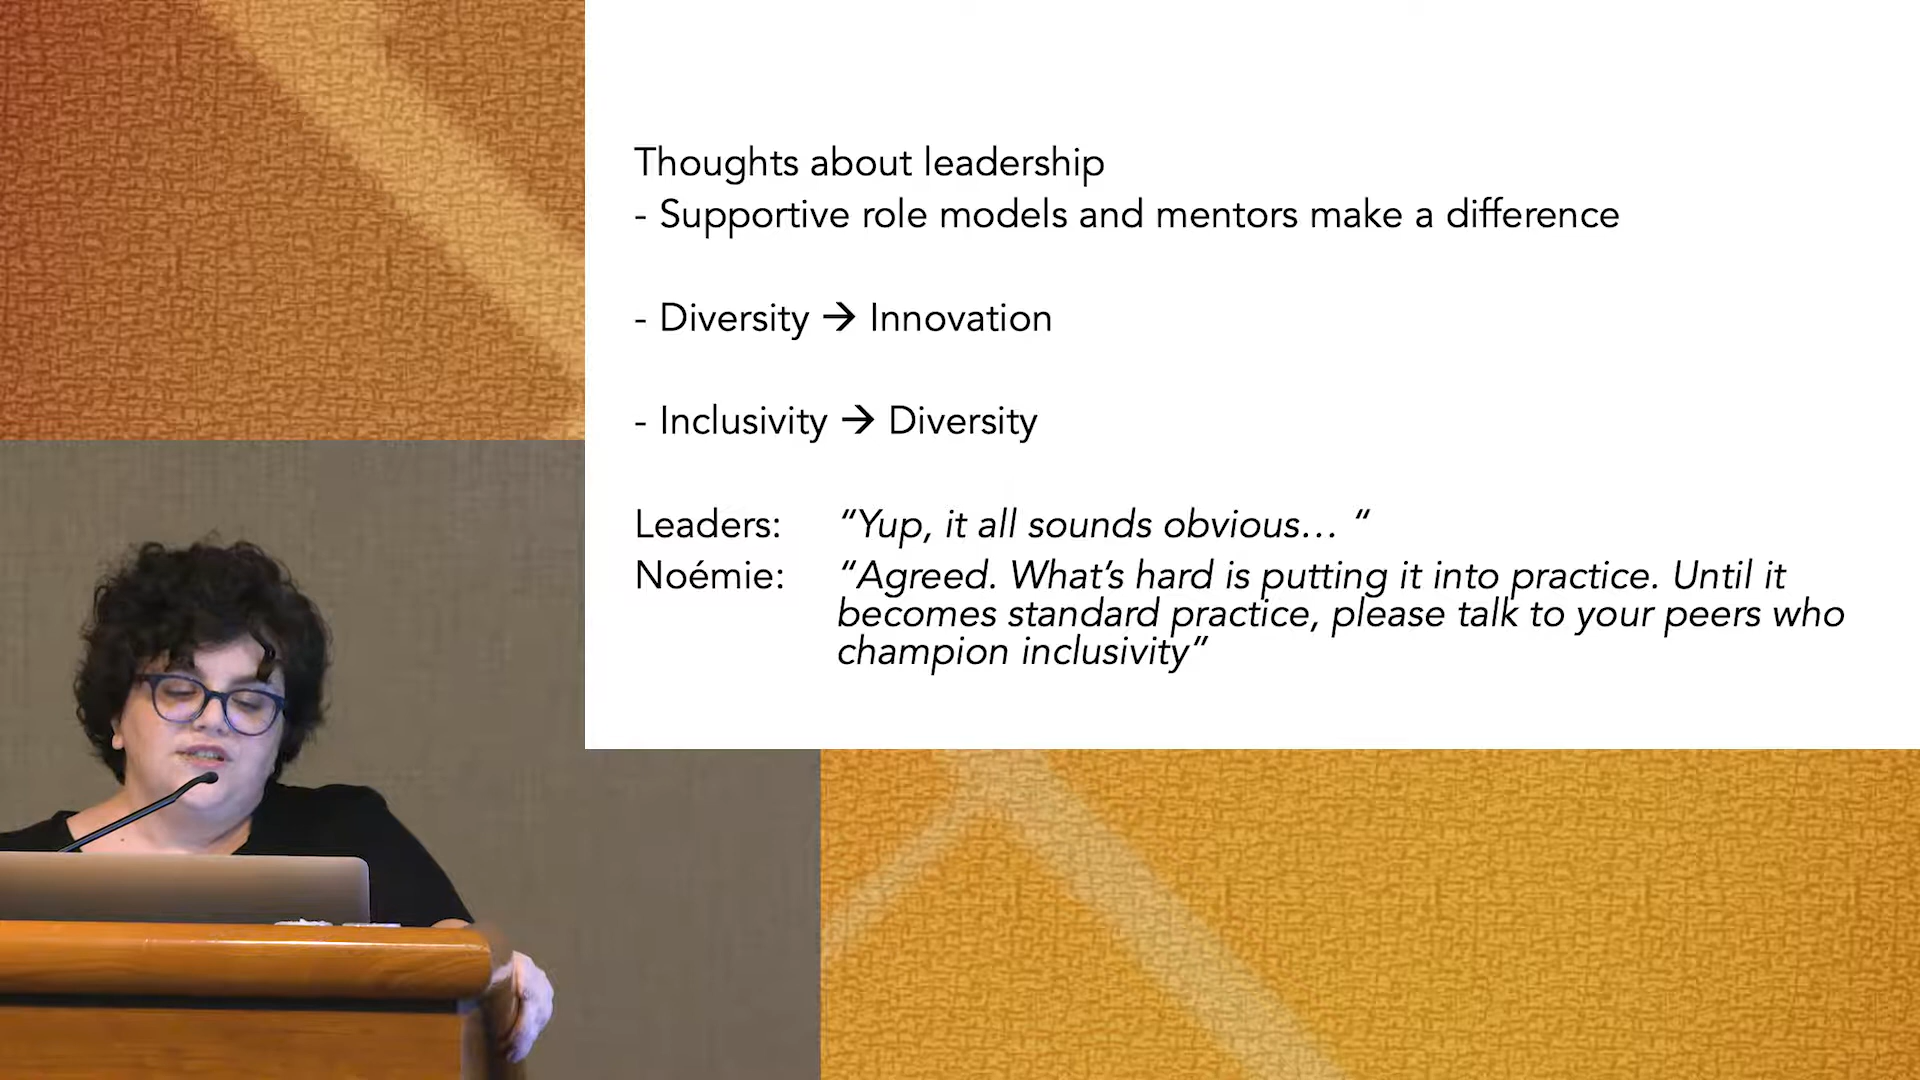 Thoughts about leadership
- Supportive role models and mentors make a difference
- Diversity → Innovation
- Inclusivity → Diversity
Leaders: “Yup, it all sounds obvious… “
Noémie: “Agreed. What’s hard is putting it into practice. Until it
becomes standard practice, please talk to your peers who
champion inclusivity”